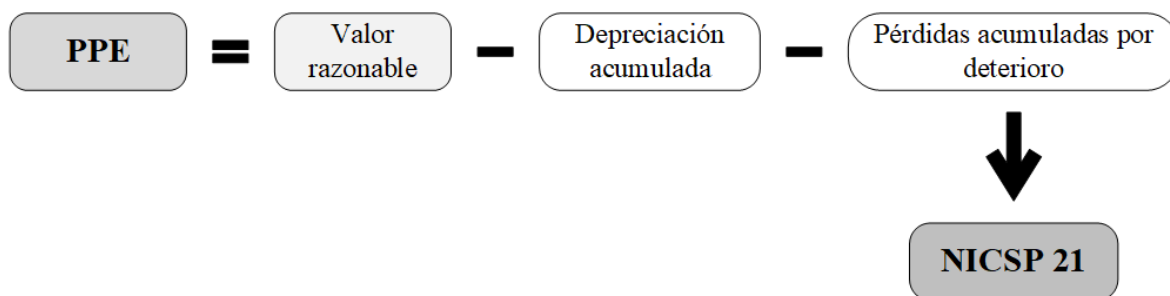 PPE
Valor
razonable
Depreciación
acumulada
Pérdidas acumuladas por
deterioro
NICSP 21